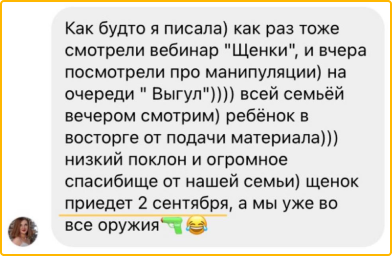 Как будто я писала) как раз тоже
смотрели вебинар "Щенки", и вчера
посмотрели про манипуляции) на
очереди " Выгул")))) всей семьёй
вечером смотрим) ребёнок в
восторге от подачи материала)))
низкий поклон и огромное
спасибище от нашей семьи) щенок
приедет 2 сентября, а мы уже во
все оружия🔫😂